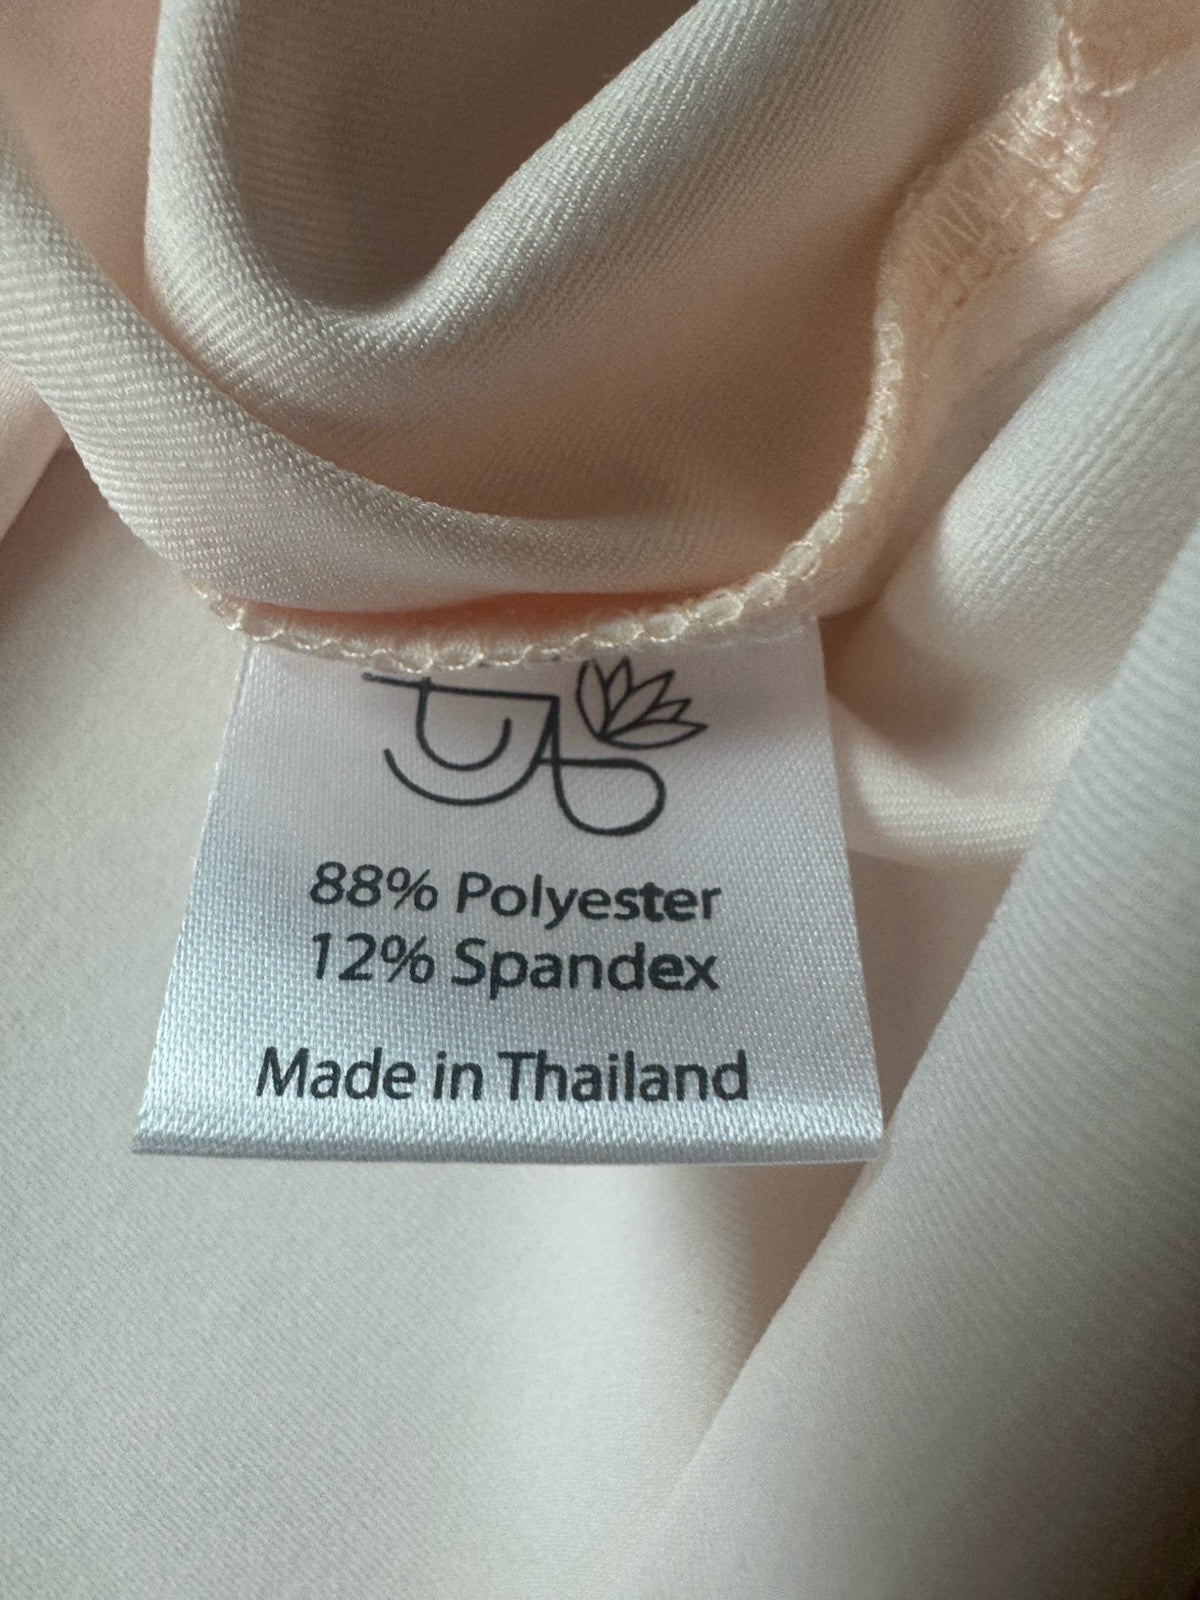 88% Polyester
12% Spandex
Made in Thailand